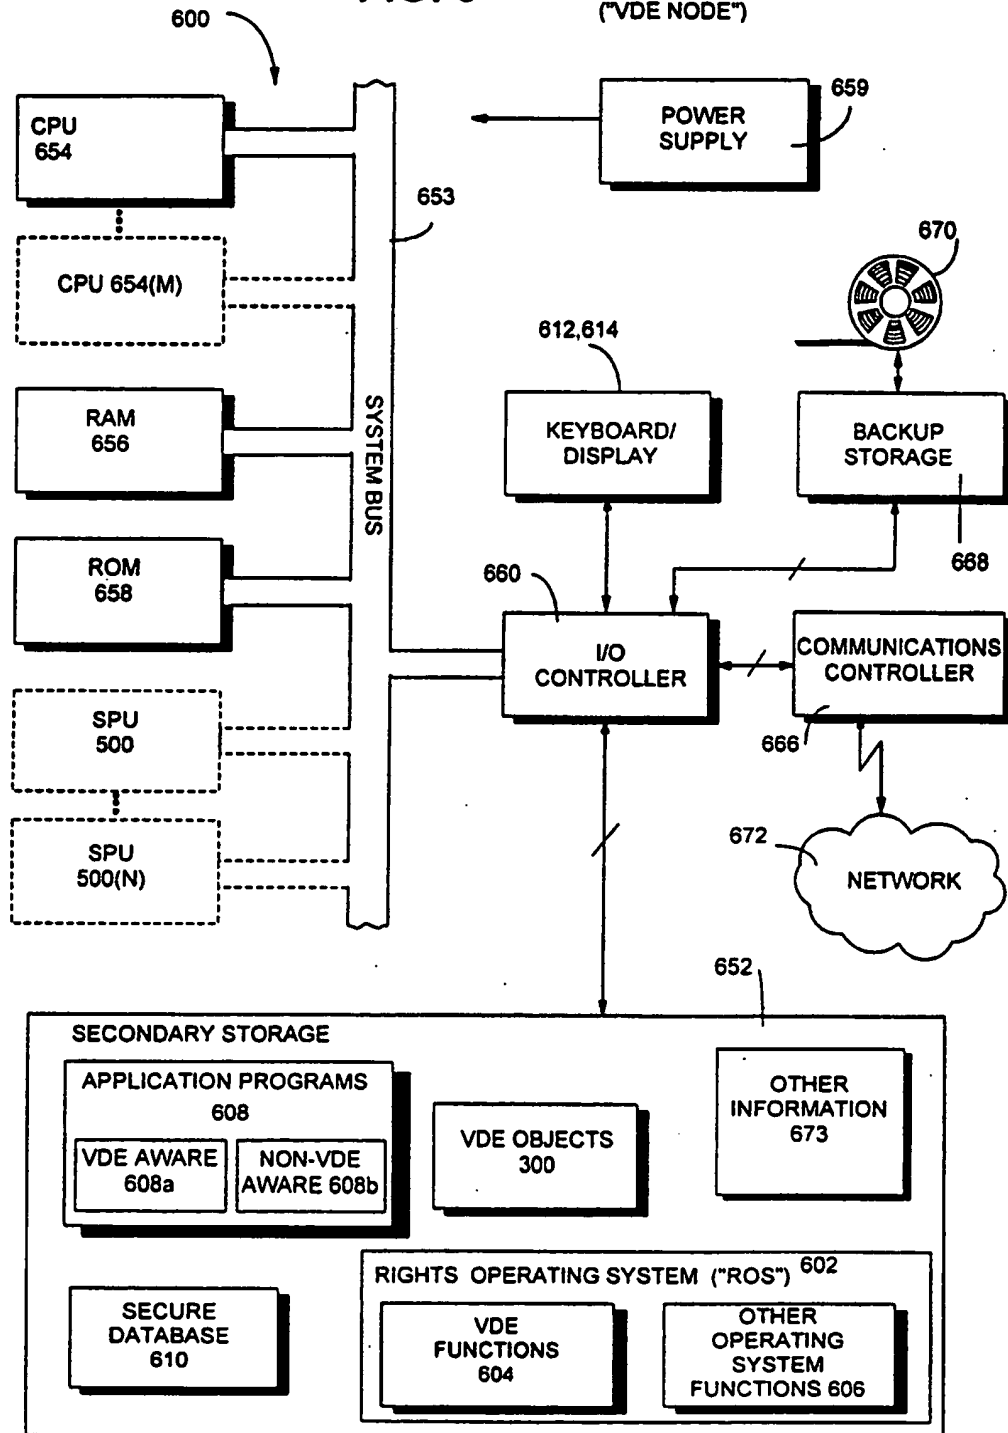 ("VDE NODE")
600
CPU
654
POWER
SUPPLY
659
653
CPU 654(M)
670
612,614
RAM
656
SYSTEM BUS
KEYBOARD/
DISPLAY
BACKUP
STORAGE
668
ROM
658
660
I/O
CONTROLLER
COMMUNICATIONS
CONTROLLER
666
SPU
500
SPU
500(N)
672
NETWORK
652
SECONDARY STORAGE
APPLICATION PROGRAMS
608
VDE AWARE
608a
NON-VDE
AWARE 608b
VDE OBJECTS
300
OTHER
INFORMATION
673
SECURE
DATABASE
610
RIGHTS OPERATING SYSTEM ("ROS") 602
VDE
FUNCTIONS
604
OTHER
OPERATING
SYSTEM
FUNCTIONS 606